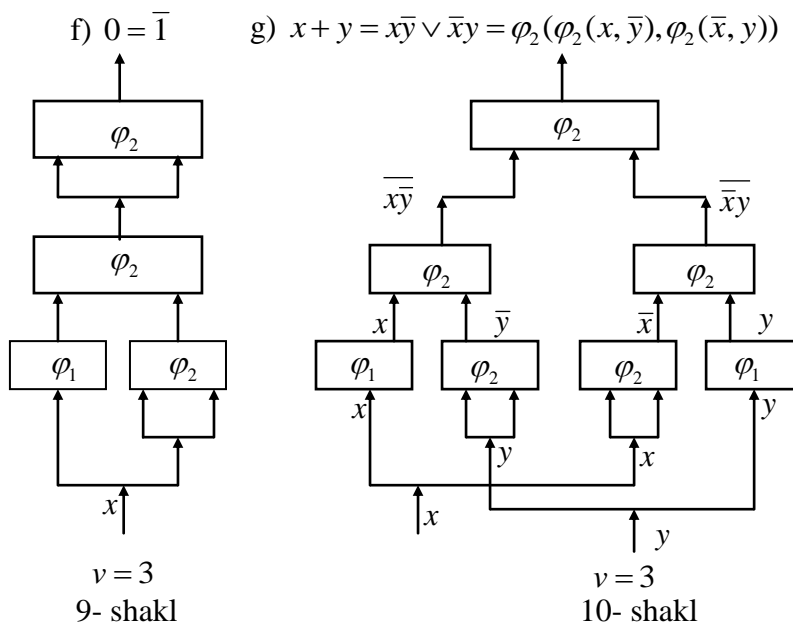 f) 0 = 1̅
g) x + y = xy̅ ∨ x̅y = φ₂(φ₂(x, y̅), φ₂(x̅, y))
φ₂
φ₂
φ₁ φ₂
x
v = 3
9- shakl
φ₂
x̅y̅̅ x̅̅y̅
φ₂ φ₂
x y̅ x̅ y
φ₁ φ₂ φ₂ φ₁
x y x y
x y
v = 3
10- shakl